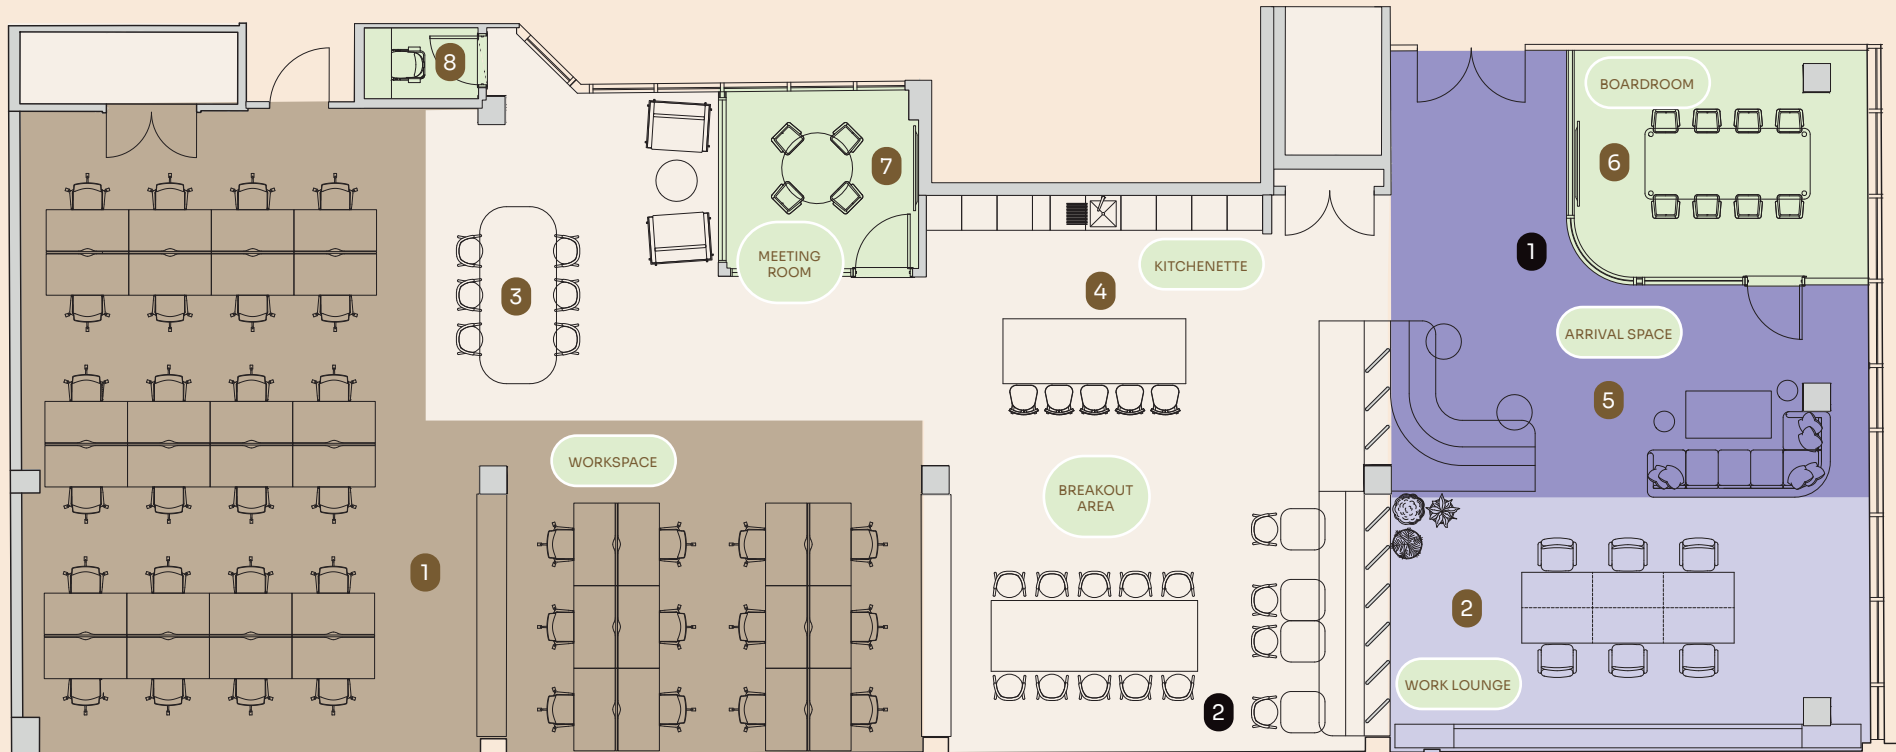 8
BOARDROOM
6
7
MEETING
ROOM
KITCHENETTE
1
3
4
ARRIVAL SPACE
5
WORKSPACE
BREAKOUT
AREA
1
2
WORK LOUNGE
2